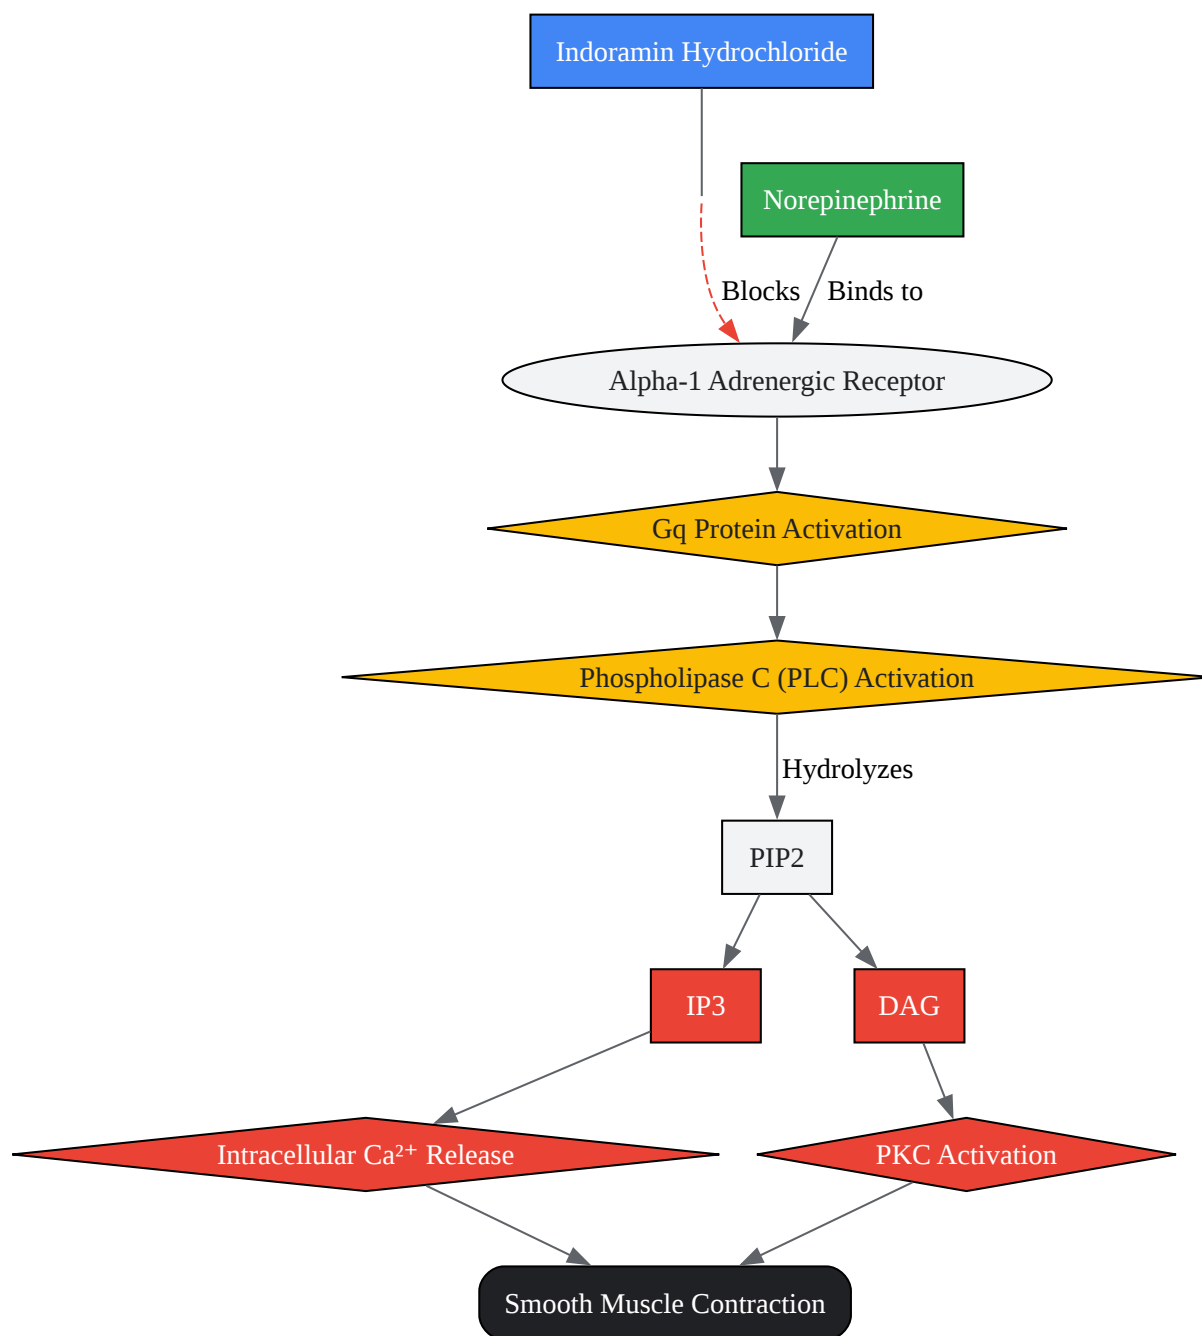 Indoramin Hydrochloride
Norepinephrine
Blocks
Binds to
Alpha-1 Adrenergic Receptor
Gq Protein Activation
Phospholipase C (PLC) Activation
Hydrolyzes
PIP2
IP3
DAG
Intracellular Ca²⁺ Release
PKC Activation
Smooth Muscle Contraction